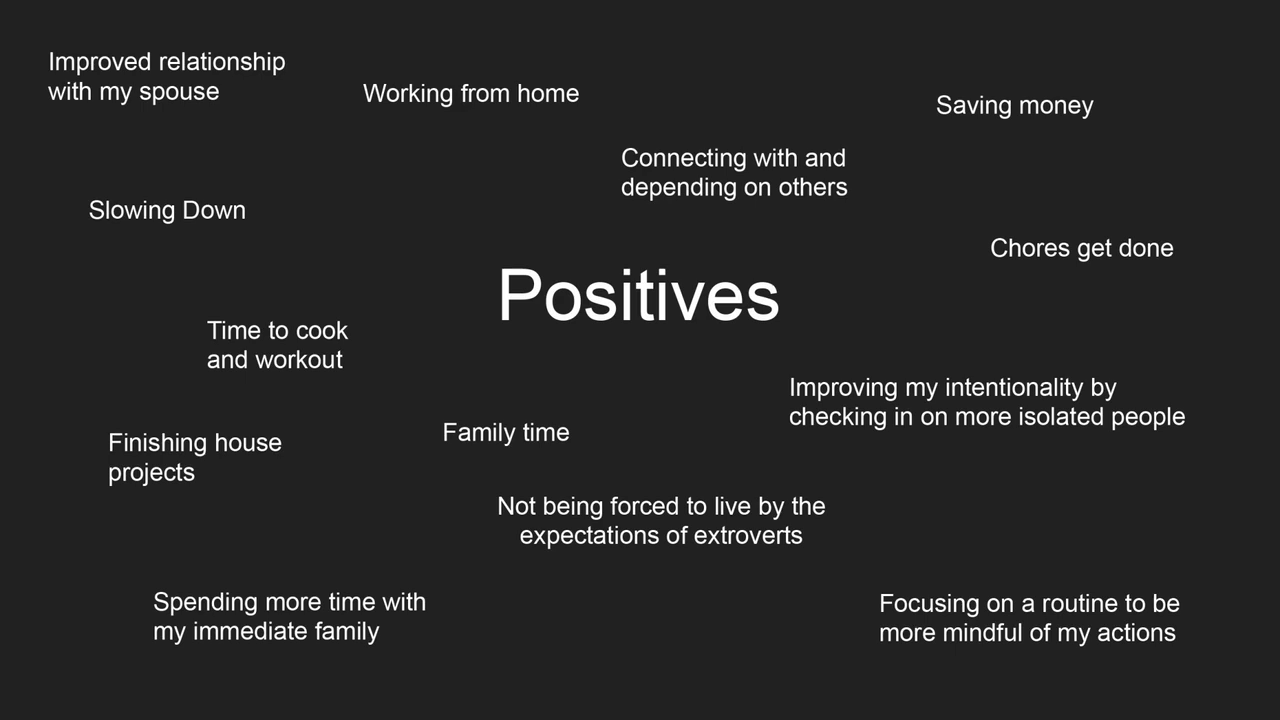 Improved relationship
with my spouse
Working from home
Saving money
Connecting with and
depending on others
Slowing Down
Chores get done
Positives
Time to cook
and workout
Improving my intentionality by
checking in on more isolated people
Family time
Finishing house
projects
Not being forced to live by the
expectations of extroverts
Spending more time with
my immediate family
Focusing on a routine to be
more mindful of my actions